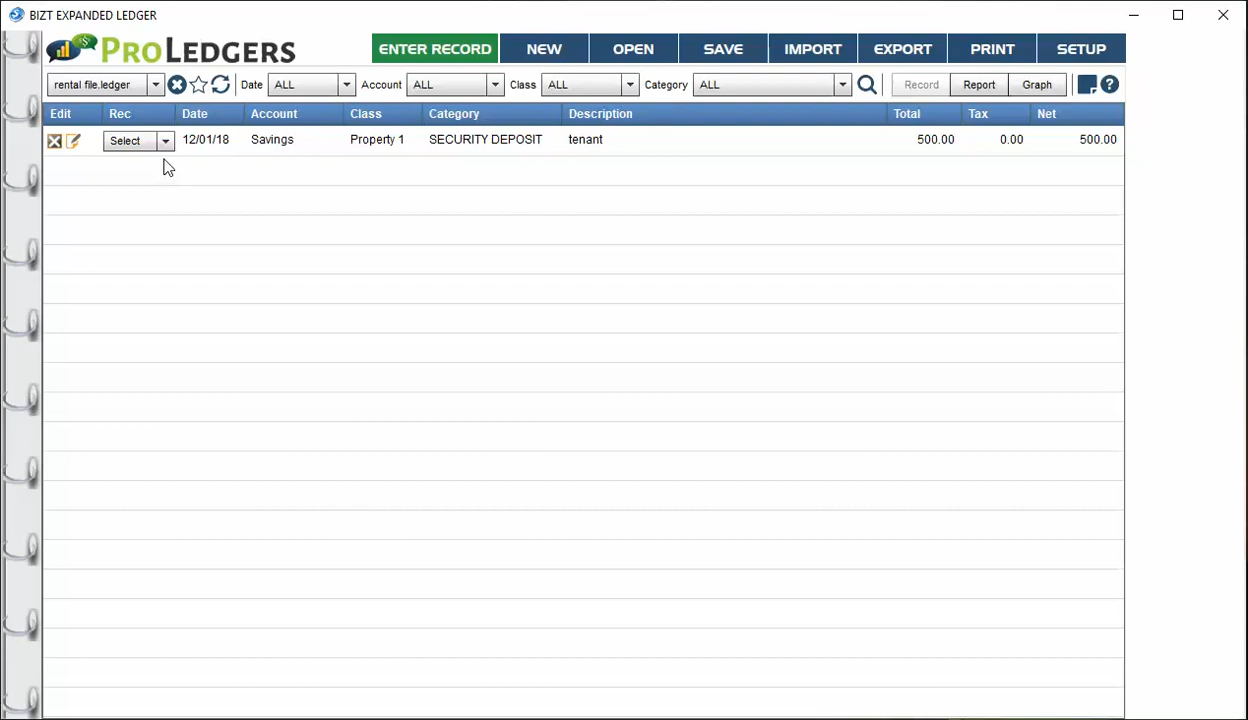 BIZT EXPANDED LEDGER
PROLEDGERS ENTER RECORD NEW OPEN SAVE IMPORT EXPORT PRINT SETUP
rental file.ledger Date ALL Account ALL Class ALL Category ALL Record Report Graph
Edit Rec Date Account Class Category Description Total Tax Net
Select 12/01/18 Savings Property 1 SECURITY DEPOSIT tenant 500.00 0.00 500.00